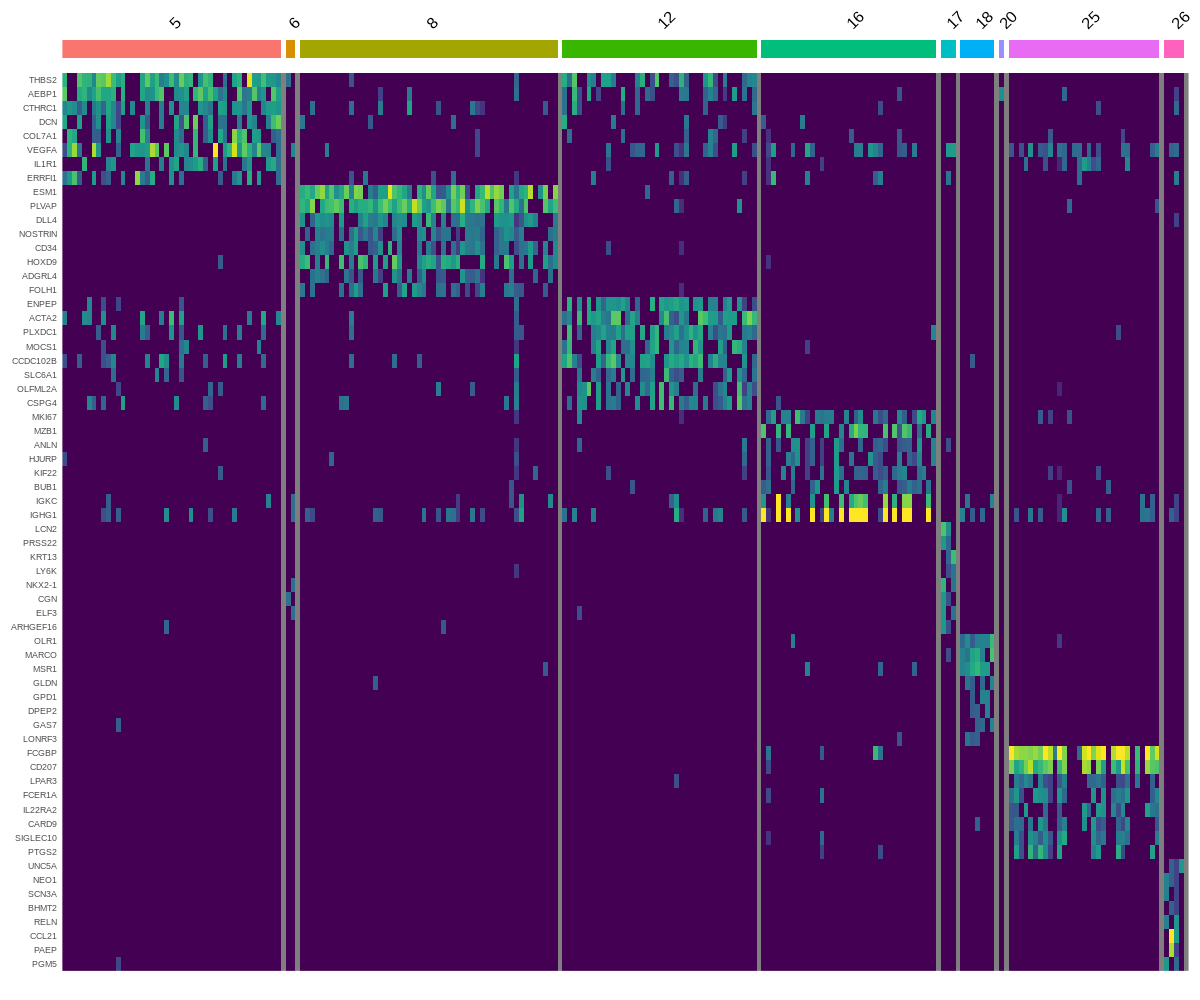 5 6 8 12 16 17 18 20 25 26
THBS2
AEBP1
CTHRC1
DCN
COL7A1
VEGFA
IL1R1
ERRFI1
ESM1
PLVAP
DLL4
NOSTRIN
CD34
HOXD9
ADGRL4
FOLH1
ENPEP
ACTA2
PLXDC1
MOCS1
CCDC102B
SLC6A1
OLFML2A
CSPG4
MKI67
MZB1
ANLN
HJURP
KIF22
BUB1
IGKC
IGHG1
LCN2
PRSS22
KRT13
LY6K
NKX2-1
CGN
ELF3
ARHGEF16
OLR1
MARCO
MSR1
GLDN
GPD1
DPEP2
GAS7
LONRF3
FCGBP
CD207
LPAR3
FCER1A
IL22RA2
CARD9
SIGLEC10
PTGS2
UNC5A
NEO1
SCN3A
BHMT2
RELN
CCL21
PAEP
PGM5